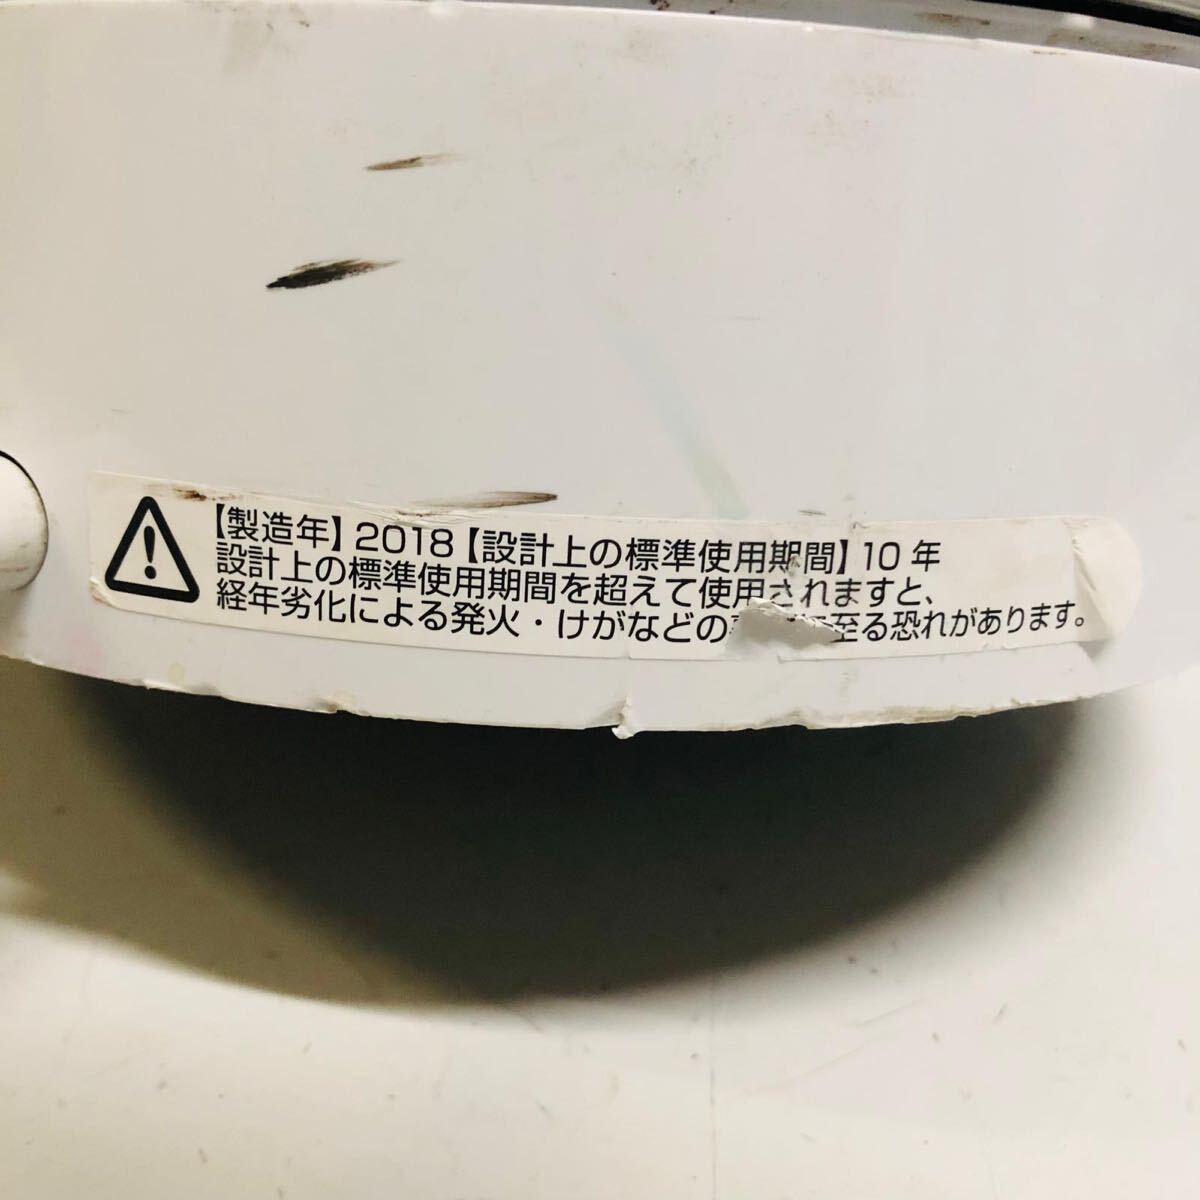 【製造年】2018【設計上の標準使用期間】10年
設計上の標準使用期間を超えて使用されますと、
経年劣化による発火・けがなどの至る恐れがあります。